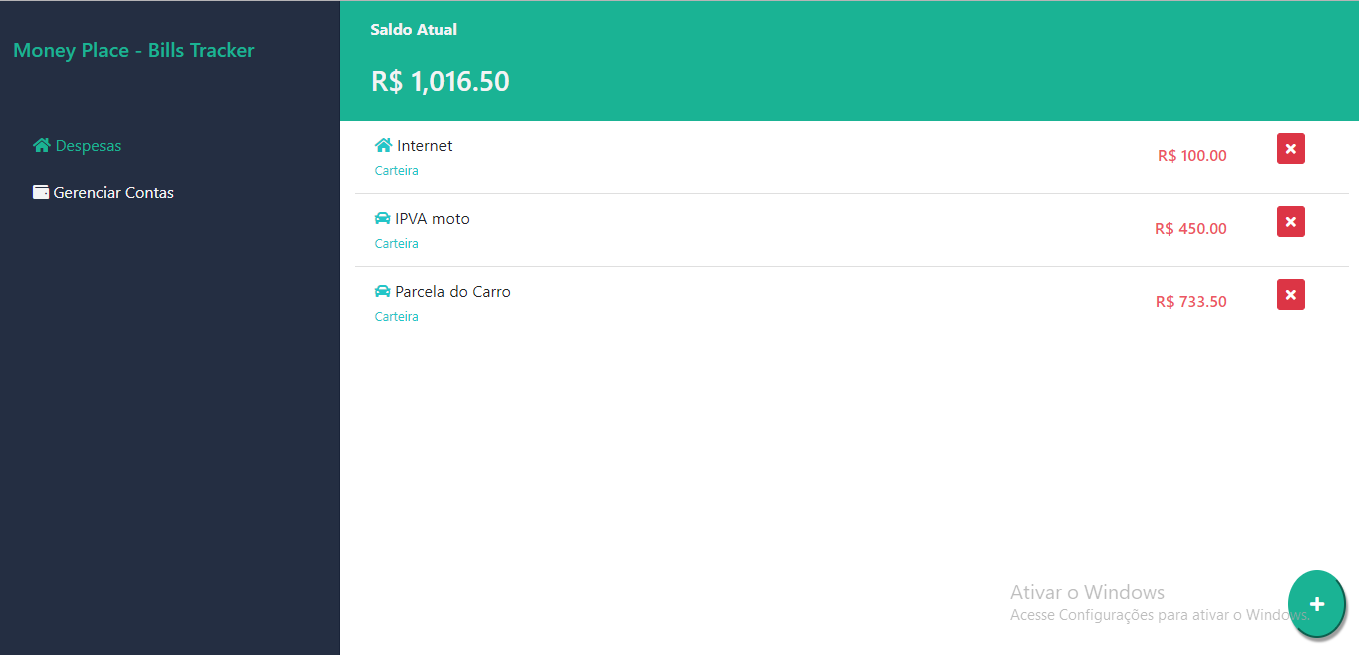 Money Place - Bills Tracker
Despesas
Gerenciar Contas
Saldo Atual
R$ 1,016.50
Internet
Carteira
R$ 100.00
IPVA moto
Carteira
R$ 450.00
Parcela do Carro
Carteira
R$ 733.50
Ativar o Windows
Acesse Configurações para ativar o Windows.